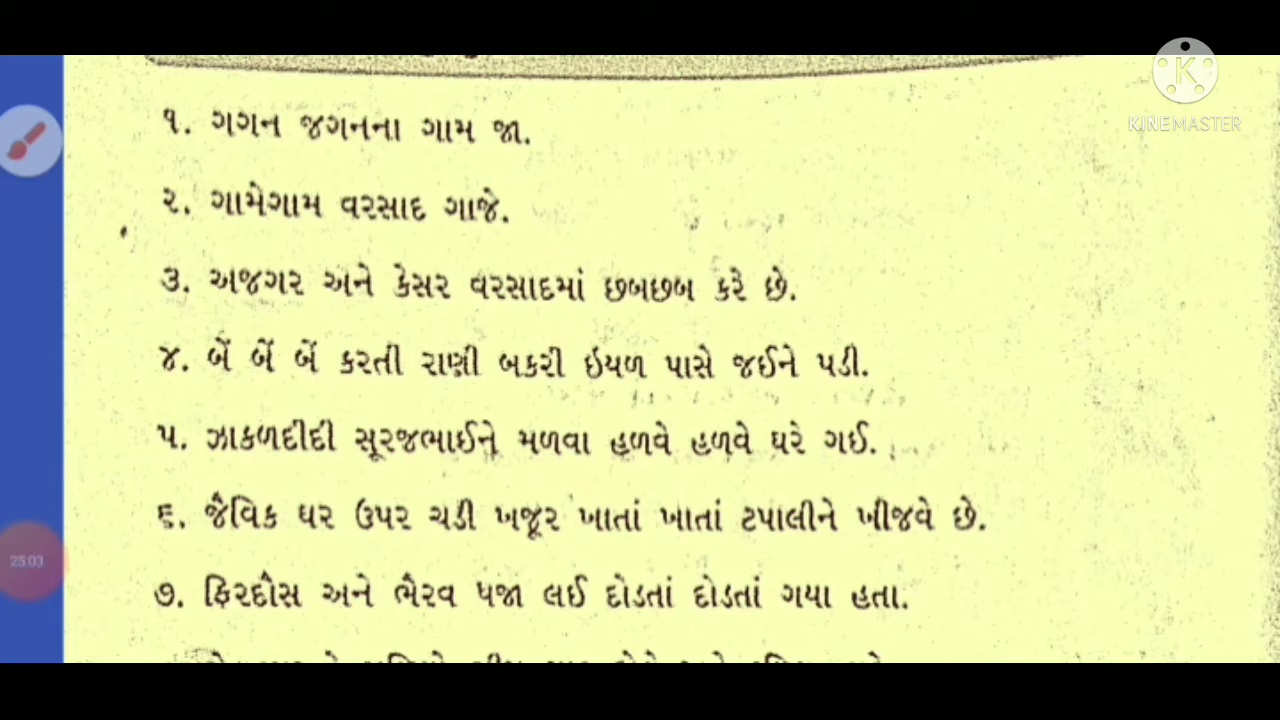 KINEMASTER
૧. ગગન જગનના ગામ જા.
૨. ગામેગામ વરસાદ ગાજે.
૩. અજગર અને કેસર વરસાદમાં છબછબ કરે છે.
૪. બેં બેં બેં કરતી રાણી બકરી ઇયળ પાસે જઈને પડી.
૫. ઝાકળદીદી સૂરજભાઈને મળવા હળવે હળવે ઘરે ગઈ.
૬. જૈવિક ઘર ઉપર ચડી ખજૂર ખાતાં ખાતાં ટપાલીને ખીજવે છે.
25:03
૭. ફિરદૌસ અને ભૈરવ ધજા લઈ દોડતાં દોડતાં ગયા હતા.